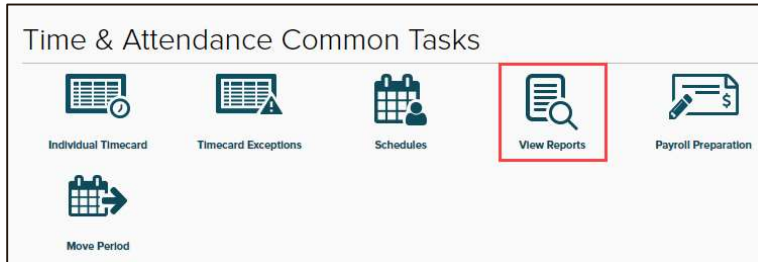 Time & Attendance Common Tasks
Individual Timecard
Timecard Exceptions
Schedules
View Reports
$
Payroll Preparation
Move Period